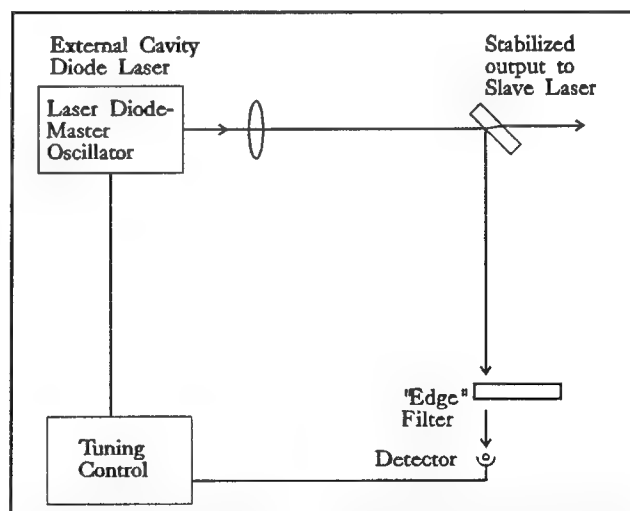 External Cavity
Diode Laser
Stabilized
output to
Slave Laser
Laser Diode-
Master
Oscillator
"Edge"
Filter
Tuning
Control
Detector